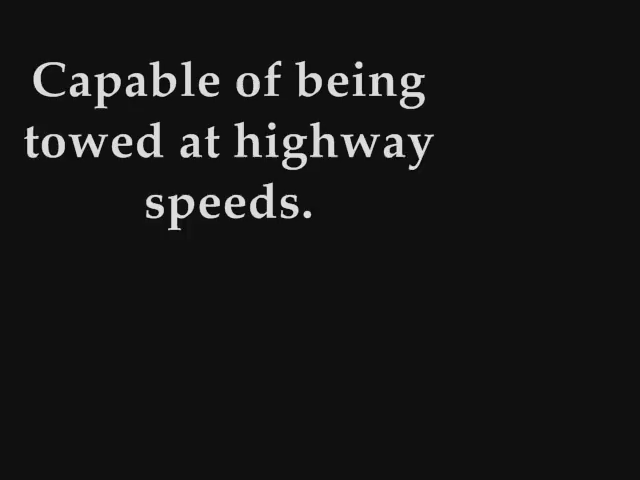 Capable of being
towed at highway
speeds.